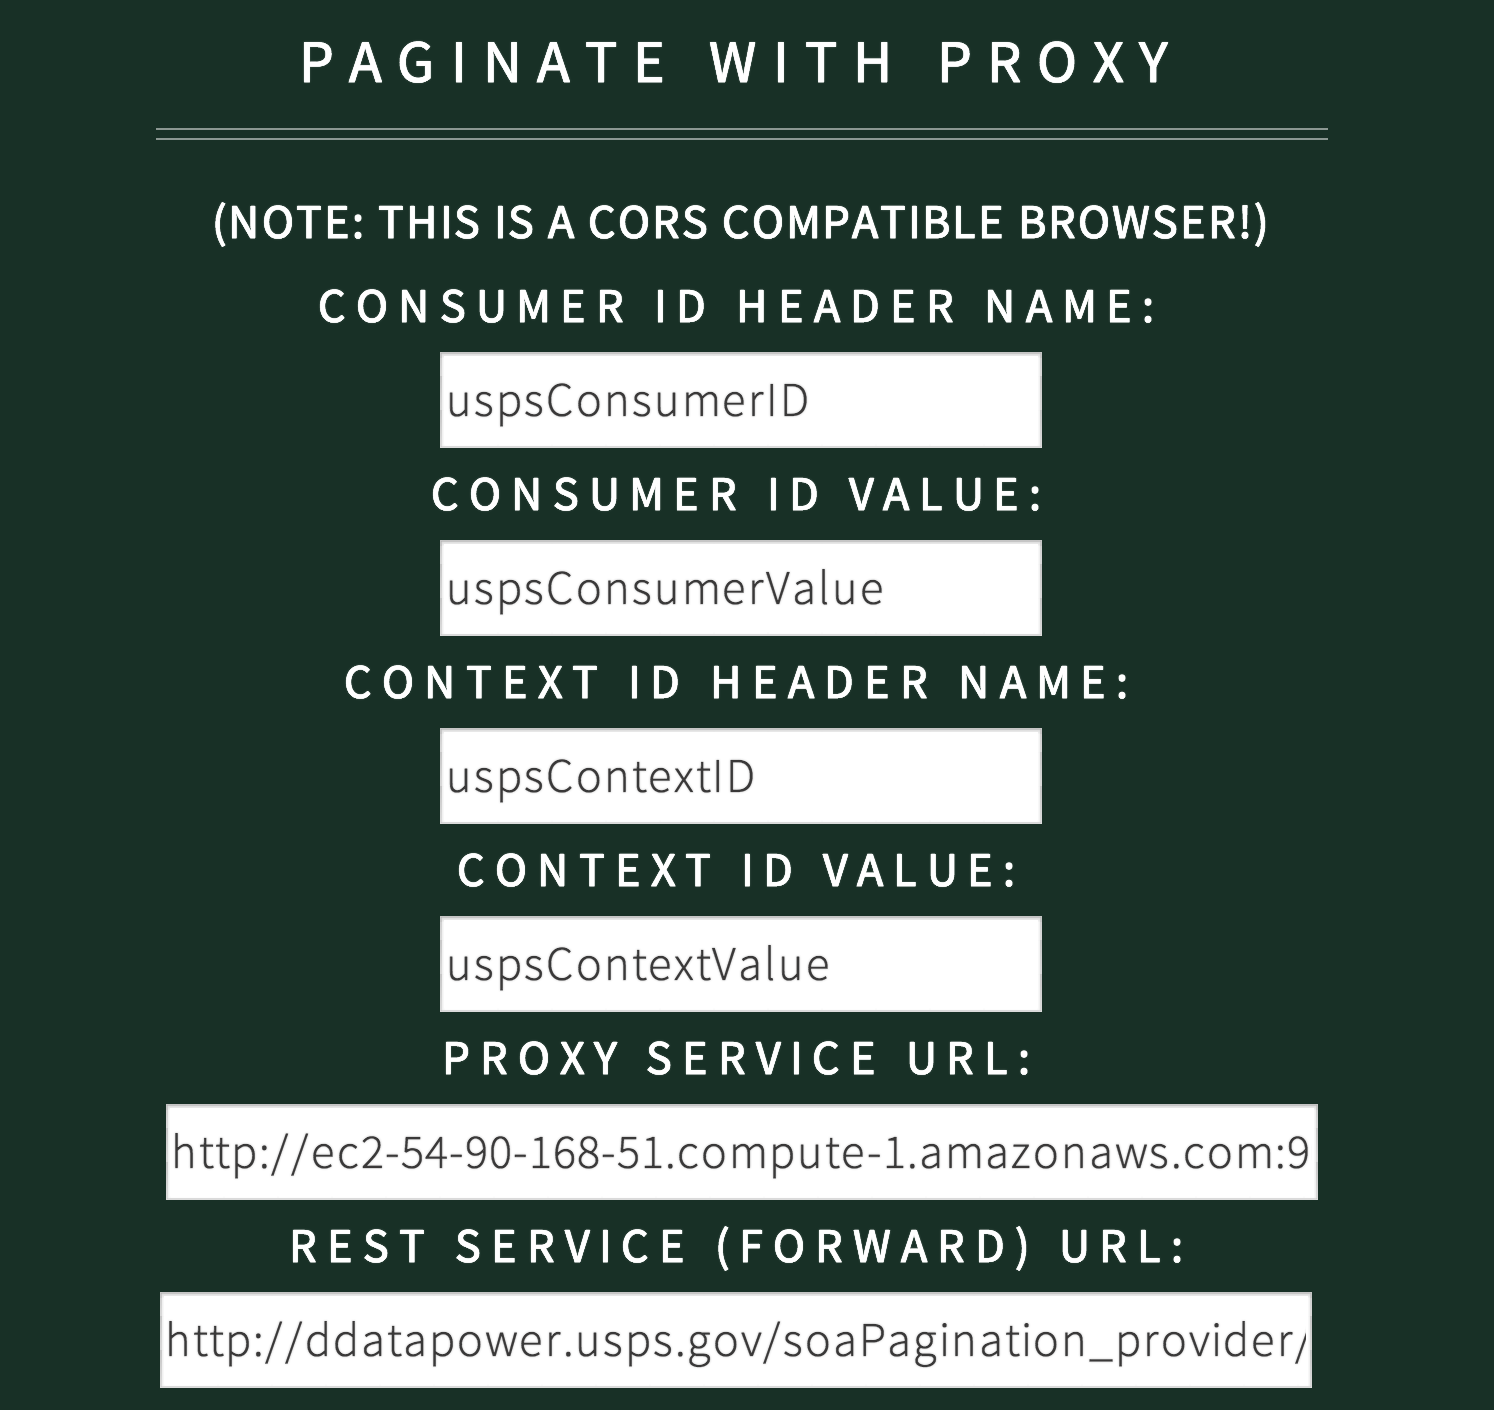 PAGINATE WITH PROXY
(NOTE: THIS IS A CORS COMPATIBLE BROWSER!)
CONSUMER ID HEADER NAME:
uspsConsumerID
CONSUMER ID VALUE:
uspsConsumerValue
CONTEXT ID HEADER NAME:
uspsContextID
CONTEXT ID VALUE:
uspsContextValue
PROXY SERVICE URL:
http://ec2-54-90-168-51.compute-1.amazonaws.com:9
REST SERVICE (FORWARD) URL:
http://ddatapower.usps.gov/soaPagination_provider/